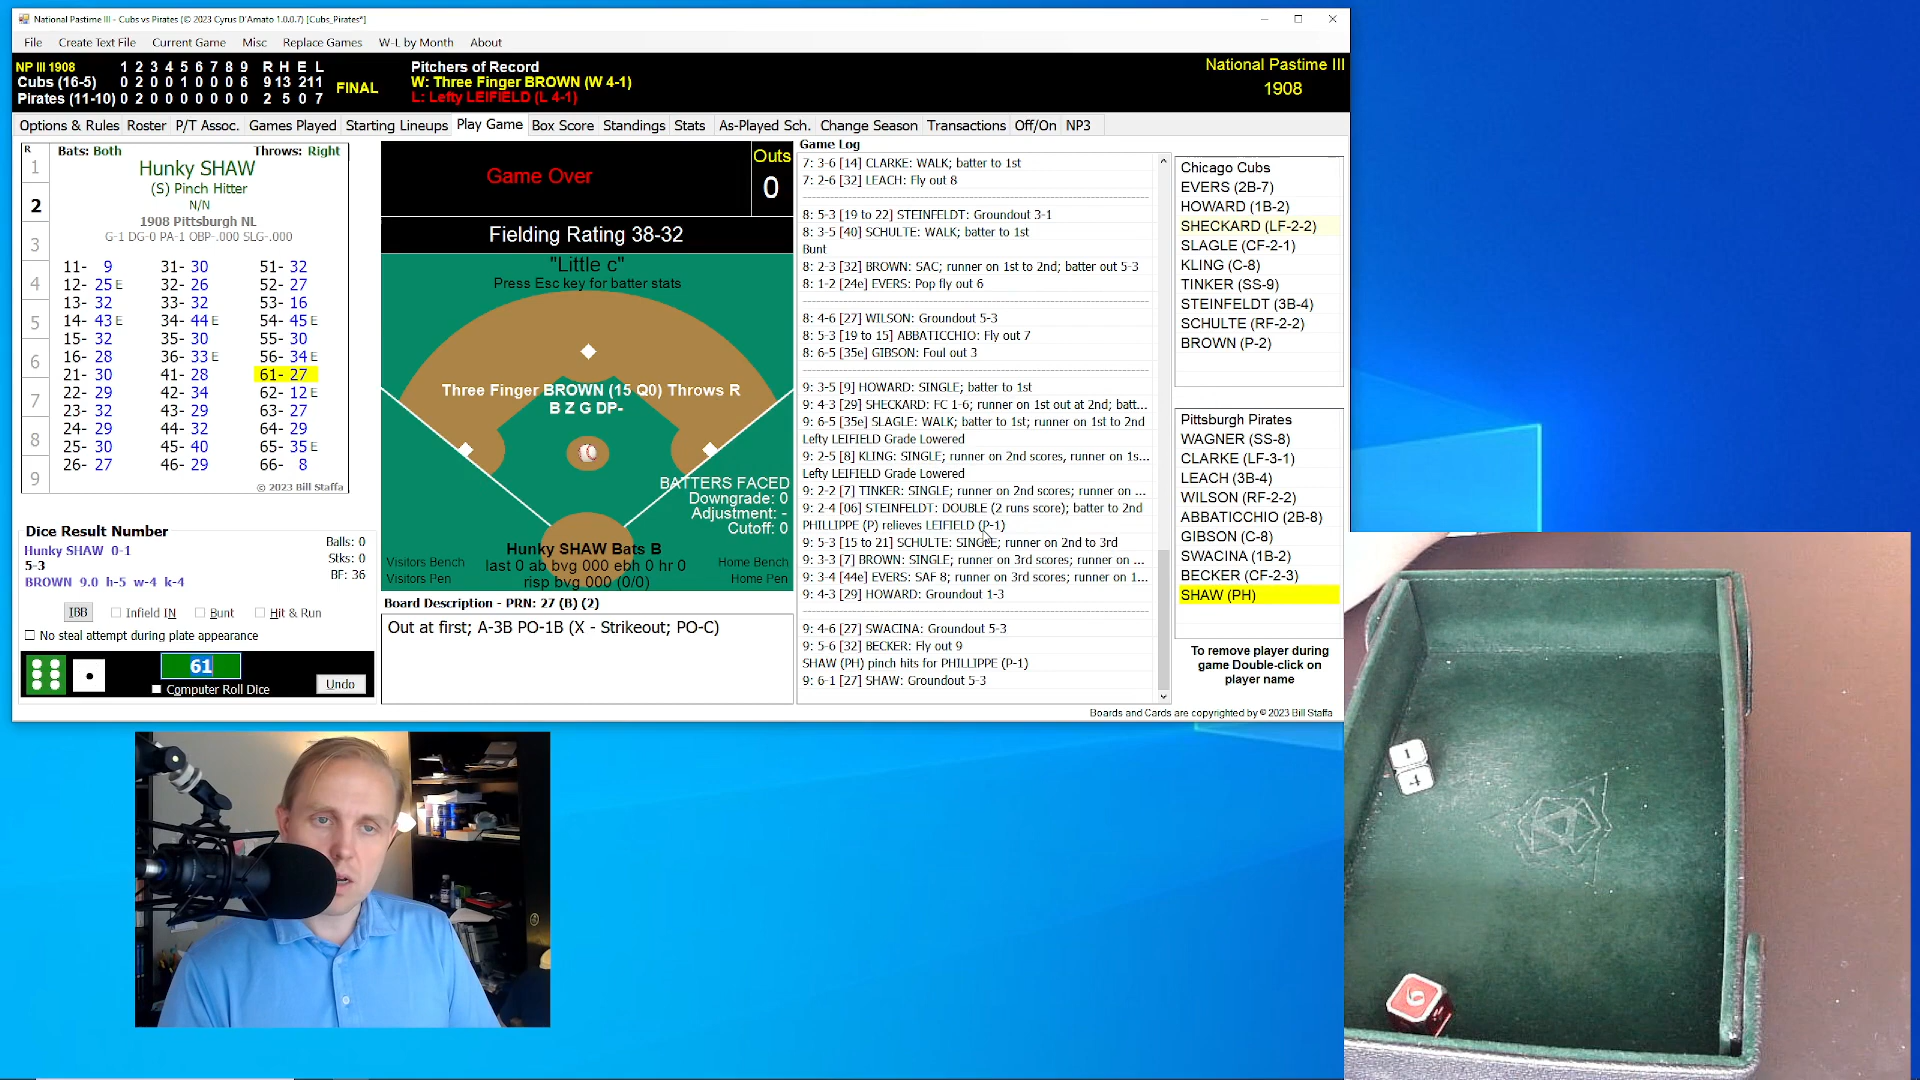 National Pastime III - Cubs vs Pirates (© 2023 Cyrus D'Amato 1.0.0.7) [Cubs_Pirates*]
File Create Text File Current Game Misc Replace Games W-L by Month About
NP III 1908 1 2 3 4 5 6 7 8 9 R H E L
Cubs (16-5) 0 2 0 0 1 0 0 0 6 9 13 2 11
Pirates (11-10) 0 2 0 0 0 0 0 0 0 2 5 0 7
FINAL
Pitchers of Record
W: Three Finger BROWN (W 4-1)
L: Lefty LEIFIELD (L 4-1)
National Pastime III
1908
Options & Rules Roster P/T Assoc. Games Played Starting Lineups Play Game Box Score Standings Stats As-Played Sch. Change Season Transactions Off/On NP3
R
1
2
3
4
5
6
7
8
9
Bats: Both Throws: Right
Hunky SHAW
(S) Pinch Hitter
N/N
1908 Pittsburgh NL
G-1 DG-0 PA-1 OBP-.000 SLG-.000
11- 9 31- 30 51- 32
12- 25 E 32- 26 52- 27
13- 32 33- 32 53- 16
14- 43 E 34- 44 E 54- 45 E
15- 32 35- 30 55- 30
16- 28 36- 33 E 56- 34 E
21- 30 41- 28 61- 27
22- 29 42- 34 62- 12 E
23- 32 43- 29 63- 27
24- 29 44- 32 64- 29
25- 30 45- 40 65- 35 E
26- 27 46- 29 66- 8
© 2023 Bill Staffa
Dice Result Number
Hunky SHAW 0-1
5-3
BROWN 9.0 h-5 w-4 k-4
Balls: 0
Stks: 0
BF: 36
IBB Infield IN Bunt Hit & Run
No steal attempt during plate appearance
61
Computer Roll Dice
Undo
Game Over
Outs
0
Fielding Rating 38-32
"Little c"
Press Esc key for batter stats
Three Finger BROWN (15 Q0) Throws R
B Z G DP-
BATTERS FACED
Downgrade: 0
Adjustment: -
Cutoff: 0
Hunky SHAW Bats B
last 0 ab bvg 000 ebh 0 hr 0
risp bvg 000 (0/0)
Visitors Bench
Visitors Pen
Home Bench
Home Pen
Board Description - PRN: 27 (B) (2)
Out at first; A-3B PO-1B (X - Strikeout; PO-C)
Game Log
7: 3-6 [14] CLARKE: WALK; batter to 1st
7: 2-6 [32] LEACH: Fly out 8
8: 5-3 [19 to 22] STEINFELDT: Groundout 3-1
8: 3-5 [40] SCHULTE: WALK; batter to 1st
Bunt
8: 2-3 [32] BROWN: SAC; runner on 1st to 2nd; batter out 5-3
8: 1-2 [24e] EVERS: Pop fly out 6
8: 4-6 [27] WILSON: Groundout 5-3
8: 5-3 [19 to 15] ABBATICCHIO: Fly out 7
8: 6-5 [35e] GIBSON: Foul out 3
9: 3-5 [9] HOWARD: SINGLE; batter to 1st
9: 4-3 [29] SHECKARD: FC 1-6; runner on 1st out at 2nd; batt...
9: 6-5 [35e] SLAGLE: WALK; batter to 1st; runner on 1st to 2nd
Lefty LEIFIELD Grade Lowered
9: 2-5 [8] KLING: SINGLE; runner on 2nd scores, runner on 1s...
Lefty LEIFIELD Grade Lowered
9: 2-2 [7] TINKER: SINGLE; runner on 2nd scores; runner on ...
9: 2-4 [06] STEINFELDT: DOUBLE (2 runs score); batter to 2nd
PHILLIPPE (P) relieves LEIFIELD (P-1)
9: 5-3 [15 to 21] SCHULTE: SINGLE; runner on 2nd to 3rd
9: 3-3 [7] BROWN: SINGLE; runner on 3rd scores; runner on ...
9: 3-4 [44e] EVERS: SAF 8; runner on 3rd scores; runner on 1...
9: 4-3 [29] HOWARD: Groundout 1-3
9: 4-6 [27] SWACINA: Groundout 5-3
9: 5-6 [32] BECKER: Fly out 9
SHAW (PH) pinch hits for PHILLIPPE (P-1)
9: 6-1 [27] SHAW: Groundout 5-3
Chicago Cubs
EVERS (2B-7)
HOWARD (1B-2)
SHECKARD (LF-2-2)
SLAGLE (CF-2-1)
KLING (C-8)
TINKER (SS-9)
STEINFELDT (3B-4)
SCHULTE (RF-2-2)
BROWN (P-2)
Pittsburgh Pirates
WAGNER (SS-8)
CLARKE (LF-3-1)
LEACH (3B-4)
WILSON (RF-2-2)
ABBATICCHIO (2B-8)
GIBSON (C-8)
SWACINA (1B-2)
BECKER (CF-2-3)
SHAW (PH)
To remove player during
game Double-click on
player name
Boards and Cards are copyrighted by © 2023 Bill Staffa
1
4
6